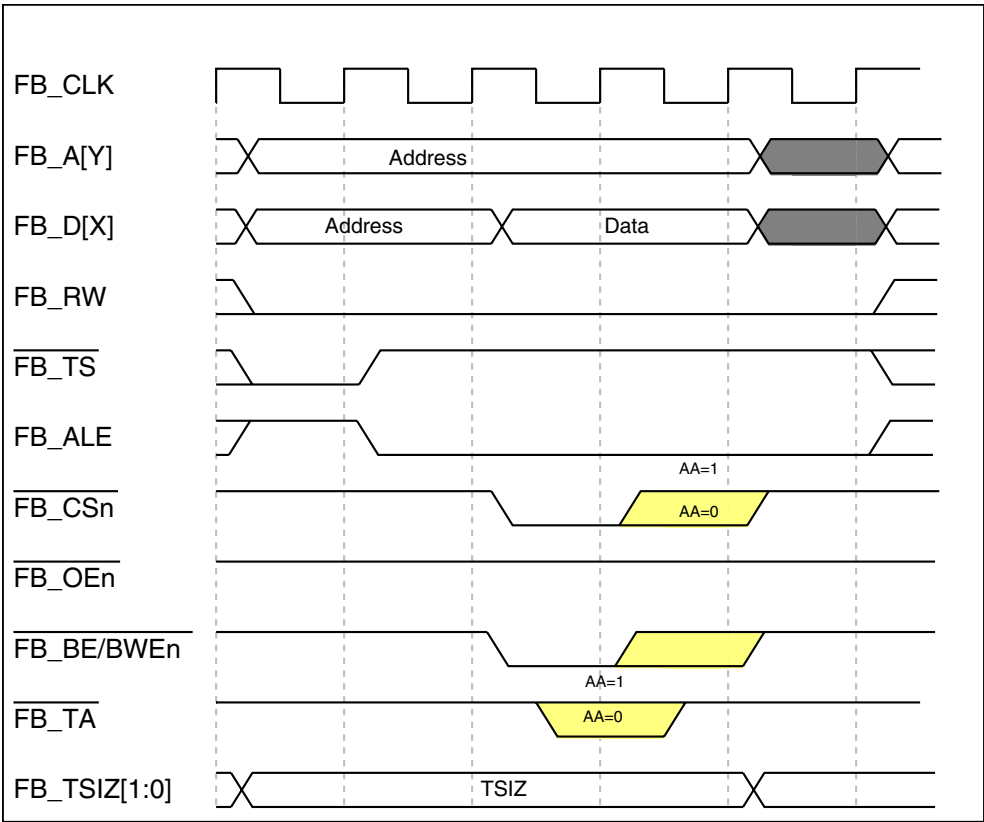 FB_CLK
FB_A[Y]
Address
FB_D[X]
Address Data
FB_RW
FB_TS
FB_ALE
AA=1
FB_CSn
AA=0
FB_OEn
FB_BE/BWEn
AA=1
FB_TA
AA=0
FB_TSIZ[1:0]
TSIZ